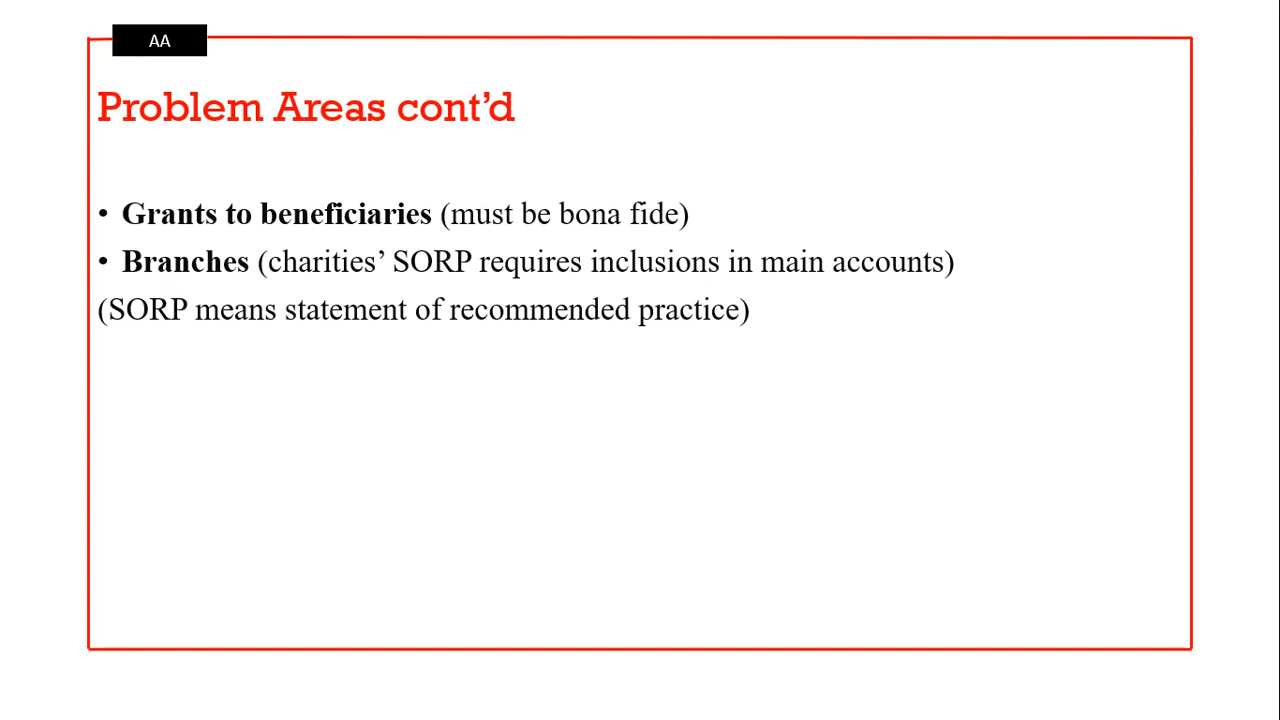 AA
Problem Areas cont’d
• Grants to beneficiaries (must be bona fide)
• Branches (charities’ SORP requires inclusions in main accounts)
(SORP means statement of recommended practice)